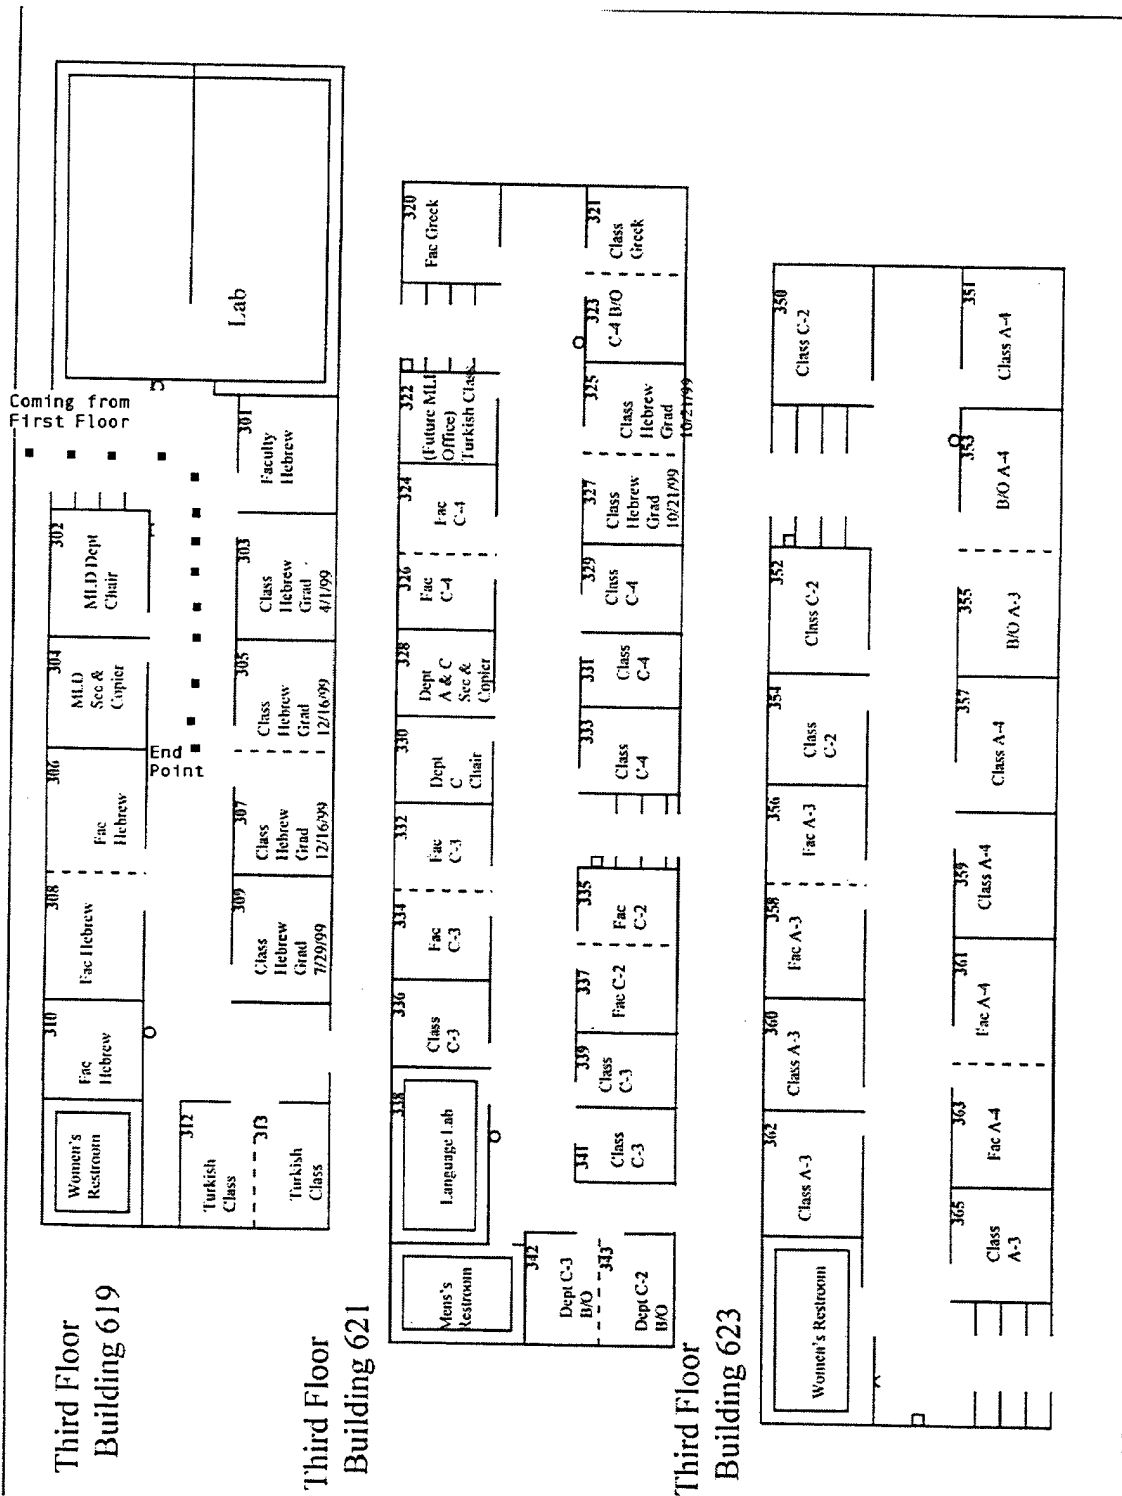 Third Floor
Building 619
Coming from
First Floor
End
Point
Lab
301
Faculty
Hebrew
302
MLD Dept
Chair
303
Class
Hebrew
Grad
4/1/99
304
MLD
Sec &
Copier
305
Class
Hebrew
Grad
12/16/99
306
Fac
Hebrew
307
Class
Hebrew
Grad
12/16/99
308
Fac Hebrew
309
Class
Hebrew
Grad
7/29/99
310
Fac
Hebrew
Women's
Restroom
312
Turkish
Class
313
Turkish
Class
Third Floor
Building 621
320
Fac Greek
321
Class
Greek
322
(Future MLI
Office)
Turkish Class
323
C-4 B/O
324
Fac
C-4
325
Class
Hebrew
Grad
10/21/99
326
Fac
C-4
327
Class
Hebrew
Grad
10/21/99
328
Dept
A & C
Sec &
Copier
329
Class
C-4
330
Dept
C
Chair
331
Class
C-4
332
Fac
C-3
333
Class
C-4
334
Fac
C-3
335
Fac
C-2
336
Class
C-3
337
Fac C-2
338
Language Lab
339
Class
C-3
341
Class
C-3
Mens's
Restroom
342
Dept C-3
B/O
343
Dept C-2
B/O
Third Floor
Building 623
350
Class C-2
351
Class A-4
352
Class C-2
353
B/O A-4
354
Class
C-2
355
B/O A-3
356
Fac A-3
357
Class A-4
358
Fac A-3
359
Class A-4
360
Class A-3
361
Fac A-4
362
Class A-3
363
Fac A-4
365
Class
A-3
Women's Restroom